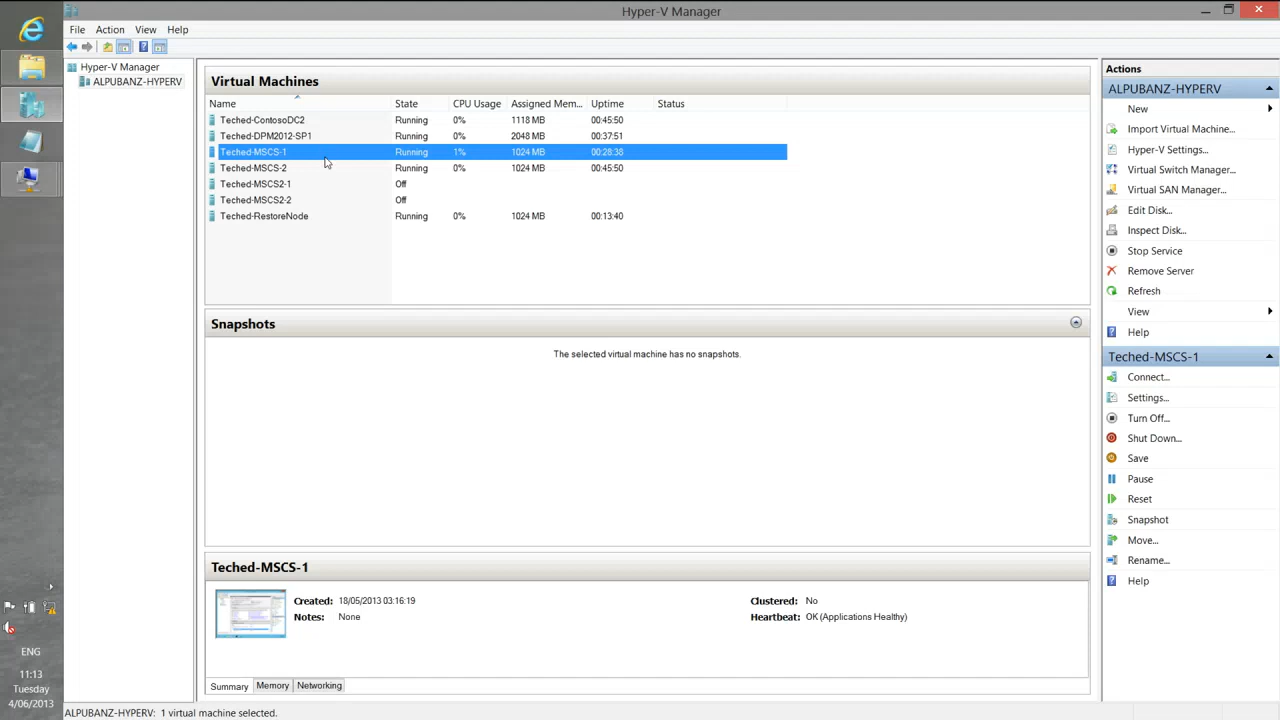 Hyper-V Manager
File Action View Help
Hyper-V Manager
ALPUBANZ-HYPERV
Virtual Machines
Name State CPU Usage Assigned Mem... Uptime Status
Teched-ContosoDC2 Running 0% 1118 MB 00:45:50
Teched-DPM2012-SP1 Running 0% 2048 MB 00:37:51
Teched-MSCS-1 Running 1% 1024 MB 00:28:38
Teched-MSCS-2 Running 0% 1024 MB 00:45:50
Teched-MSCS2-1 Off
Teched-MSCS2-2 Off
Teched-RestoreNode Running 0% 1024 MB 00:13:40
Snapshots
The selected virtual machine has no snapshots.
Teched-MSCS-1
Created: 18/05/2013 03:16:19
Notes: None
Clustered: No
Heartbeat: OK (Applications Healthy)
Summary Memory Networking
Actions
ALPUBANZ-HYPERV
New
Import Virtual Machine...
Hyper-V Settings...
Virtual Switch Manager...
Virtual SAN Manager...
Edit Disk...
Inspect Disk...
Stop Service
Remove Server
Refresh
View
Help
Teched-MSCS-1
Connect...
Settings...
Turn Off...
Shut Down...
Save
Pause
Reset
Snapshot
Move...
Rename...
Help
ENG
11:13
Tuesday
4/06/2013
ALPUBANZ-HYPERV: 1 virtual machine selected.